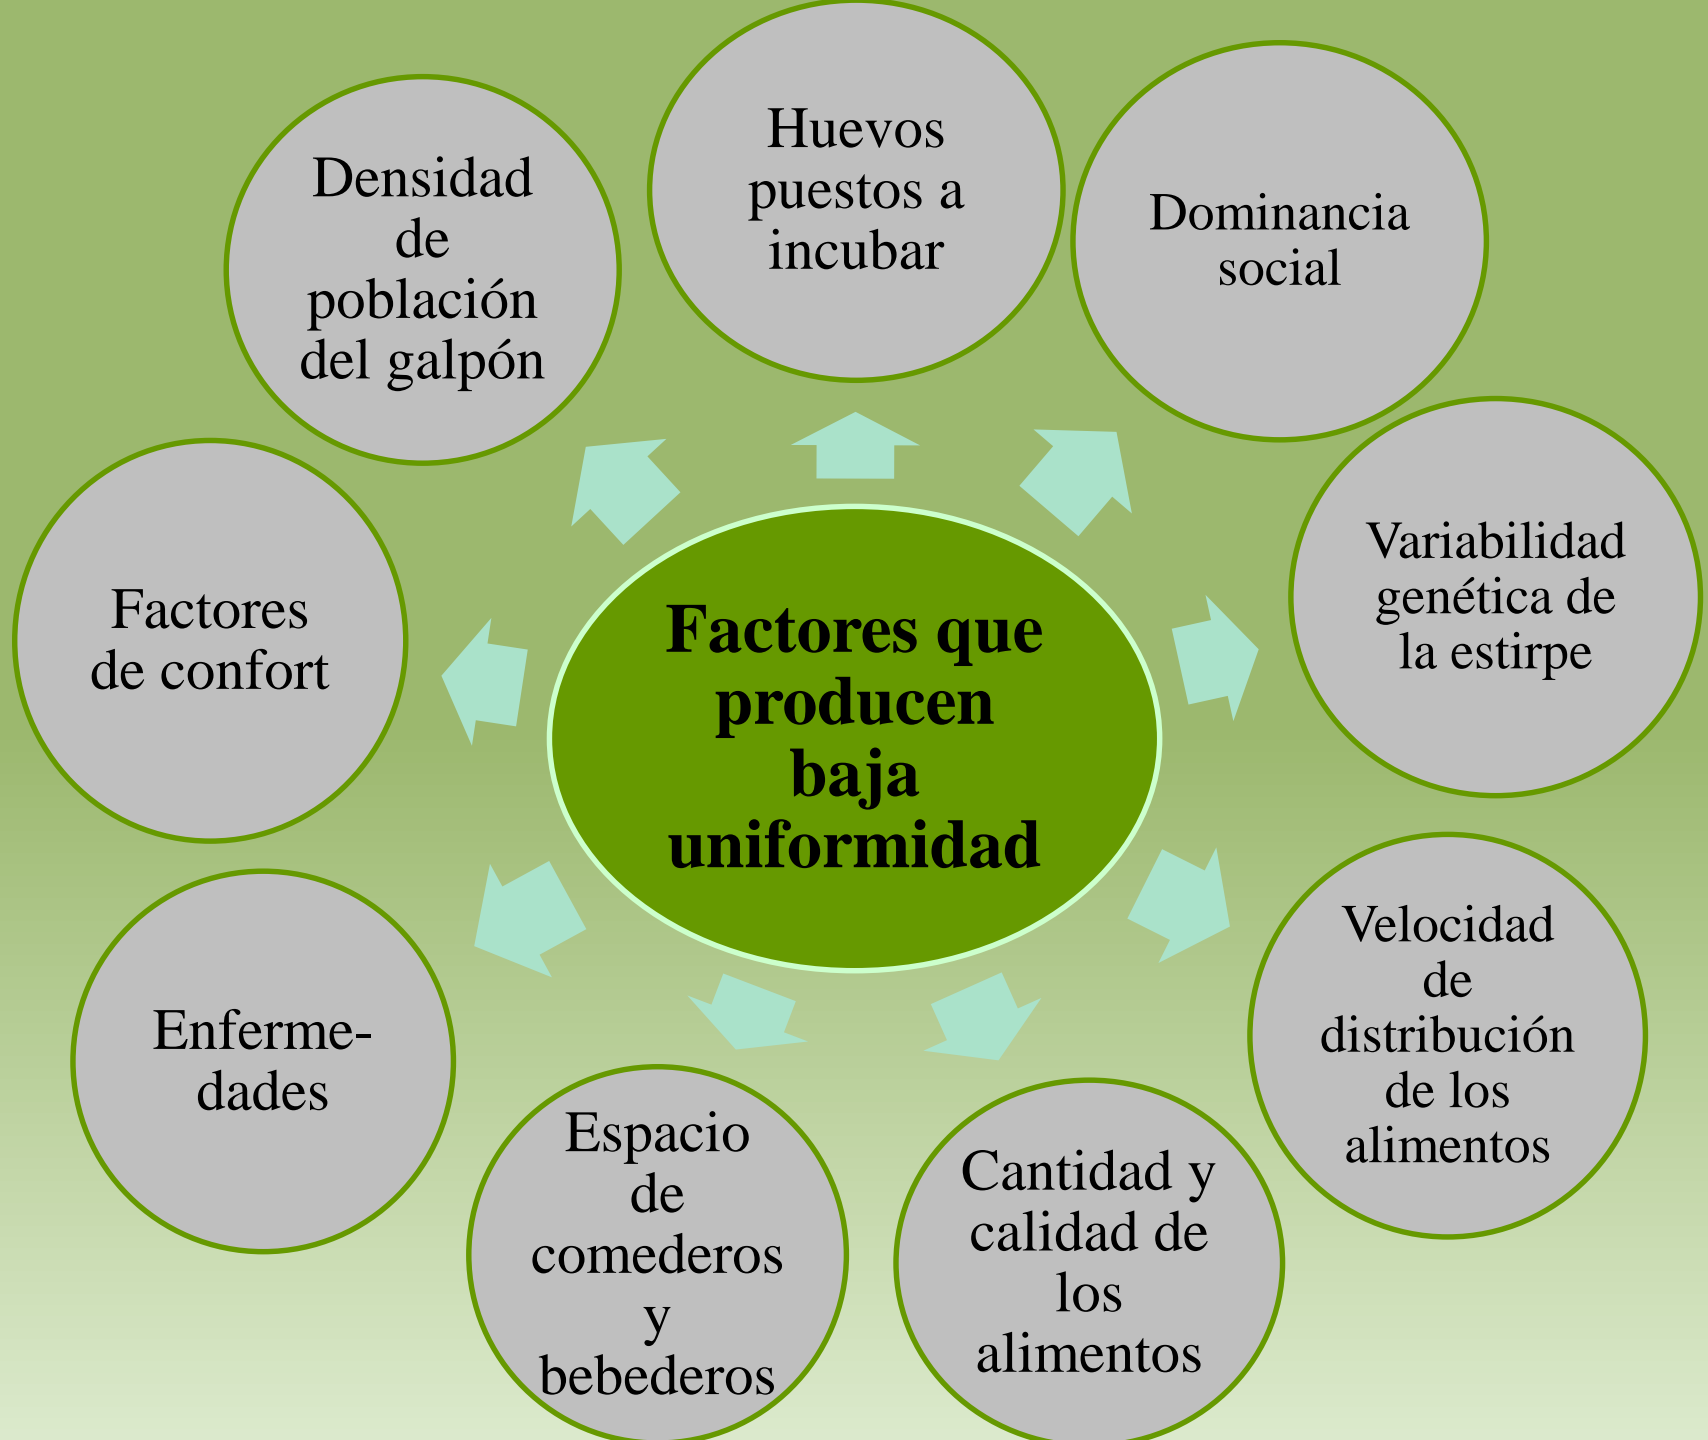 Huevos
puestos a
incubar
Dominancia
social
Variabilidad
genética de
la estirpe
Velocidad
de
distribución
de los
alimentos
Cantidad y
calidad de
los
alimentos
Espacio
de
comederos
y
bebederos
Enferme-
dades
Factores
de confort
Densidad
de
población
del galpón
Factores que
producen
baja
uniformidad